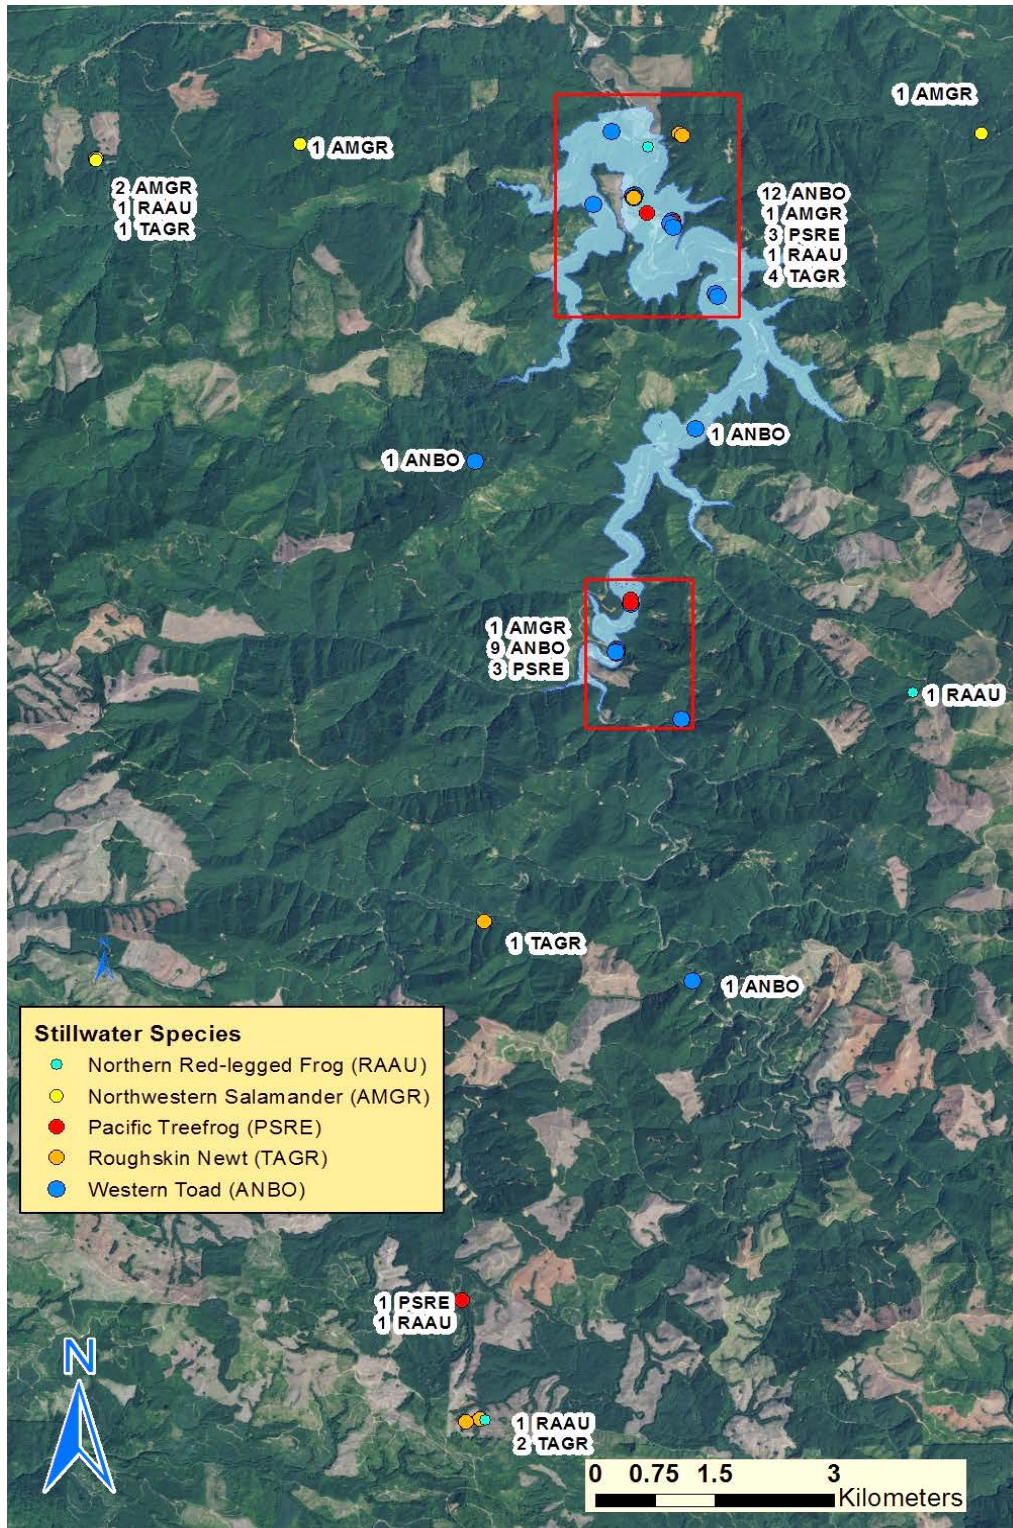 1 AMGR
1 AMGR
2 AMGR
1 RAAU
1 TAGR
12 ANBO
1 AMGR
3 PSRE
1 RAAU
4 TAGR
1 ANBO
1 ANBO
1 AMGR
9 ANBO
3 PSRE
1 RAAU
1 TAGR
N
1 ANBO
Stillwater Species
Northern Red-legged Frog (RAAU)
Northwestern Salamander (AMGR)
Pacific Treefrog (PSRE)
Roughskin Newt (TAGR)
Western Toad (ANBO)
1 PSRE
1 RAAU
N
1 RAAU
2 TAGR
0 0.75 1.5 3
Kilometers